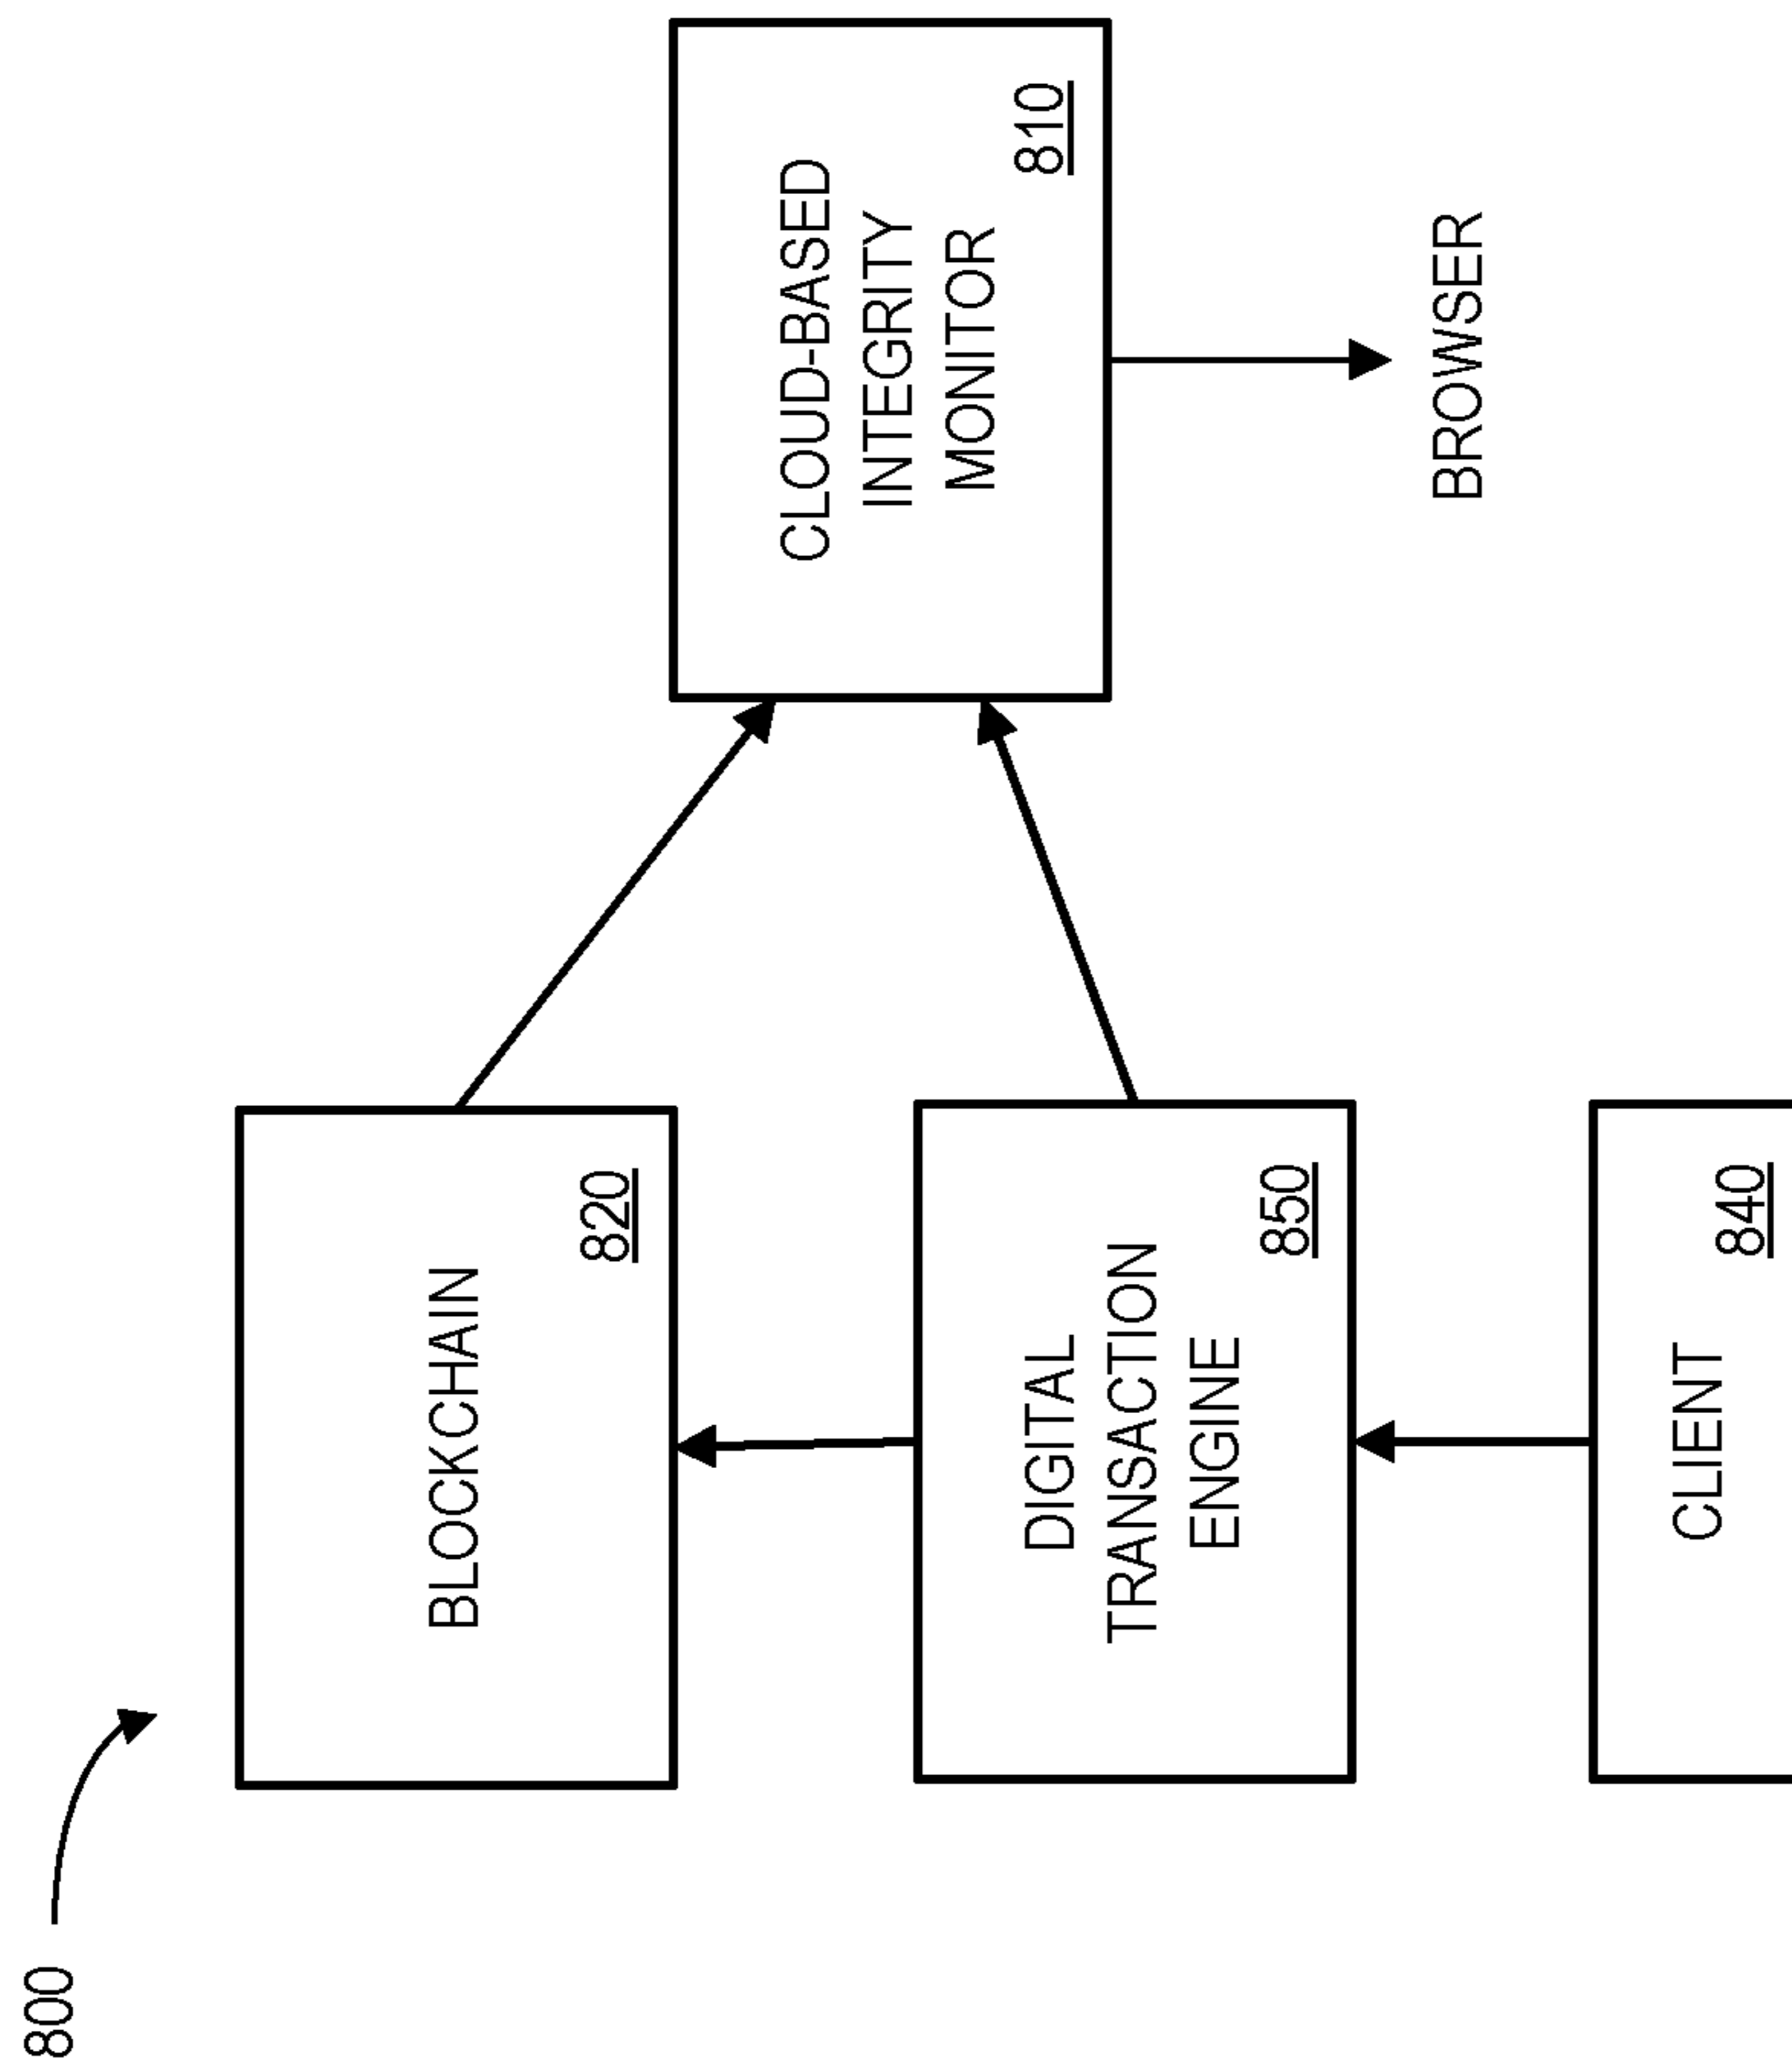 800
BLOCKCHAIN
820
CLOUD-BASED
INTEGRITY
MONITOR
810
DIGITAL
TRANSACTION
ENGINE
850
BROWSER
CLIENT
840